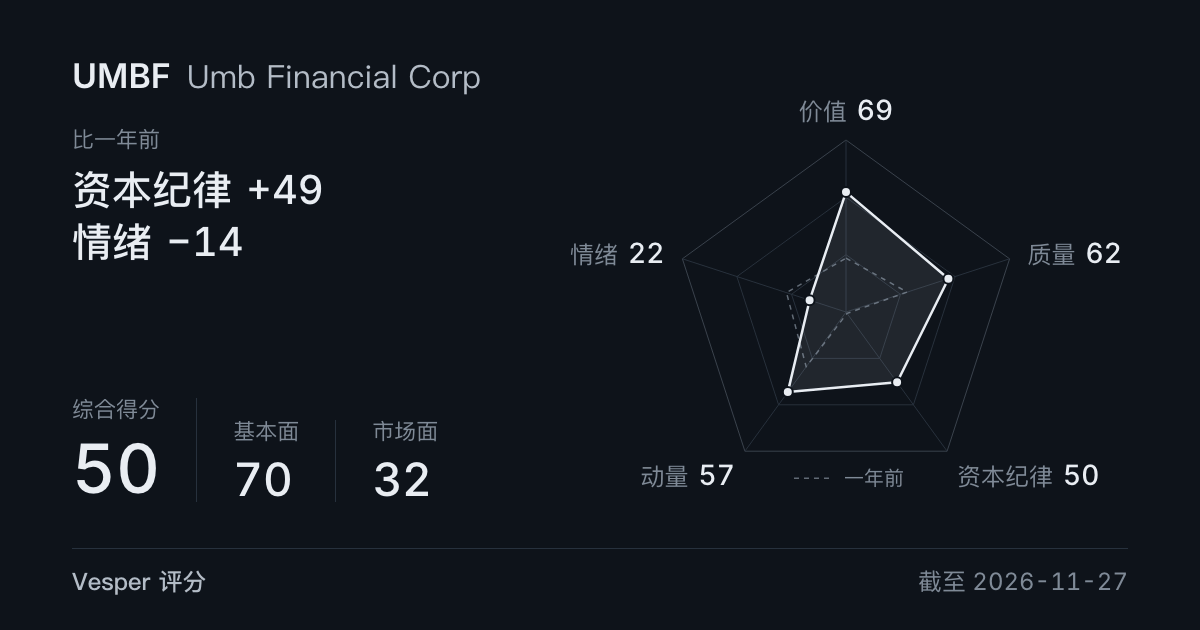 UMBF Umb Financial Corp
比一年前
资本纪律 +49
情绪 −14
价值 69
情绪 22
质量 62
动量 57
一年前
资本纪律 50
综合得分
50
基本面
70
市场面
32
Vesper 评分
截至 2026-11-27